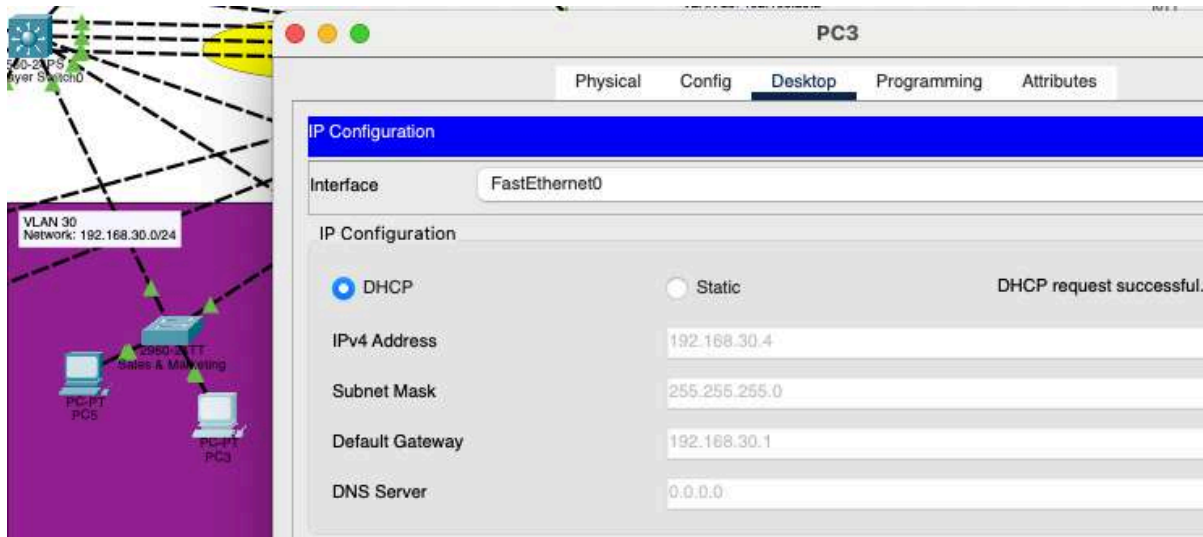 PC3
Physical Config Desktop Programming Attributes
IP Configuration
Interface FastEthernet0
IP Configuration
DHCP Static DHCP request successful.
IPv4 Address 192.168.30.4
Subnet Mask 255.255.255.0
Default Gateway 192.168.30.1
DNS Server 0.0.0.0
VLAN 30
Network: 192.168.30.0/24
Sales & Marketing
PC-PT
PC5
PC-PT
PC3